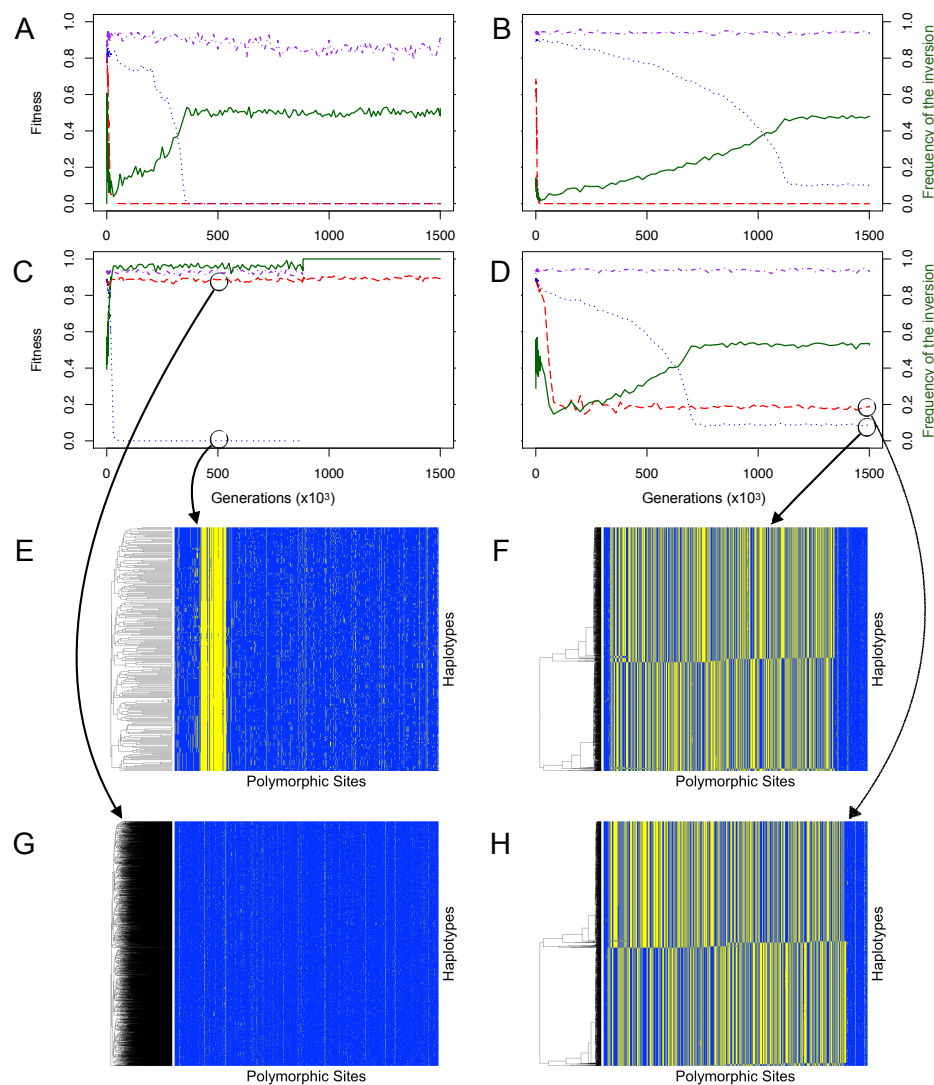 A
B
1.0
0.8
0.6
0.4
0.2
0.0
Fitness
1.0
0.8
0.6
0.4
0.2
0.0
Frequency of the inversion
0
500
1000
1500
0
500
1000
1500
C
D
1.0
0.8
0.6
0.4
0.2
0.0
Fitness
1.0
0.8
0.6
0.4
0.2
0.0
Frequency of the inversion
0
500
1000
1500
0
500
1000
1500
Generations (x10³)
Generations (x10³)
E
F
Haplotypes
Haplotypes
Polymorphic Sites
Polymorphic Sites
G
H
Haplotypes
Haplotypes
Polymorphic Sites
Polymorphic Sites